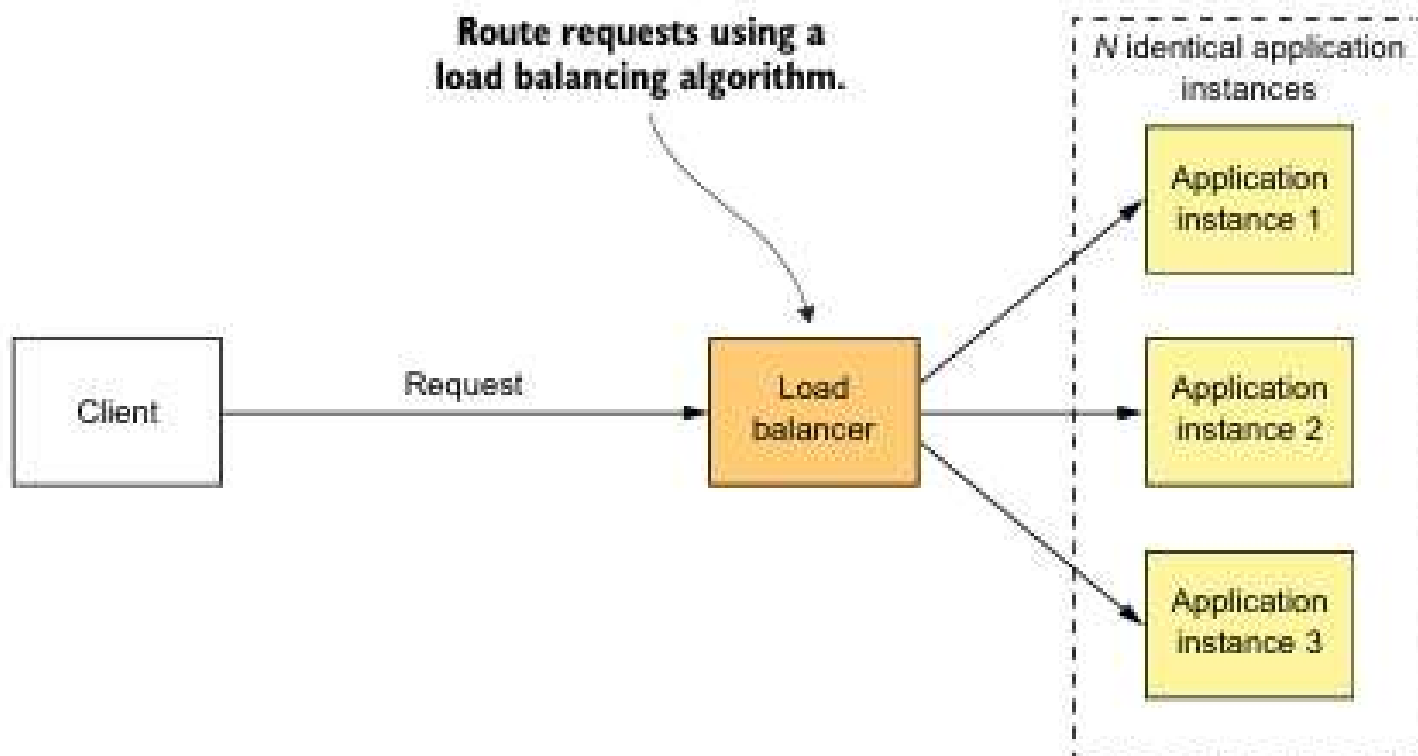 Route requests using a
load balancing algorithm.
N identical application
instances
Application
instance 1
Client
Request
Load
balancer
Application
instance 2
Application
instance 3